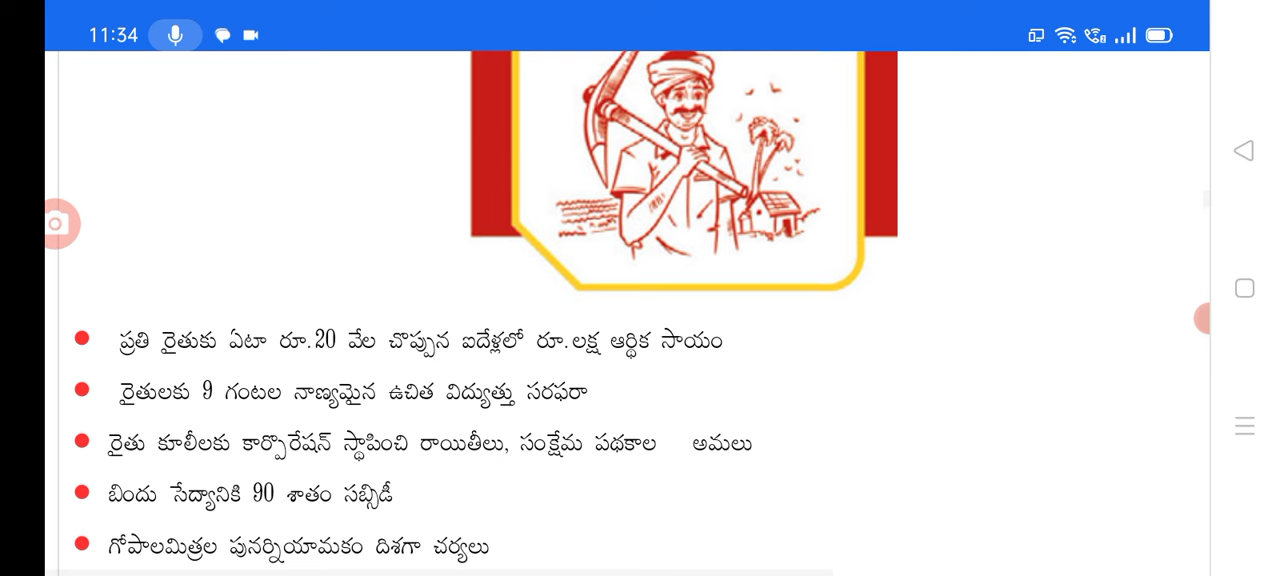 11:34
ప్రతి రైతుకు ఏటా రూ.20 వేల చొప్పున ఐదేళ్లలో రూ.లక్ష ఆర్థిక సాయం
రైతులకు 9 గంటల నాణ్యమైన ఉచిత విద్యుత్తు సరఫరా
రైతు కూలీలకు కార్పొరేషన్ స్థాపించి రాయితీలు, సంక్షేమ పథకాల అమలు
బిందు సేద్యానికి 90 శాతం సబ్సిడీ
గోపాలమిత్రల పునర్నియామకం దిశగా చర్యలు